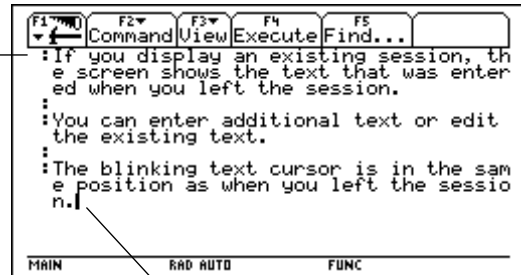 F1 F2 F3 F4 F5
Command View Execute Find...
:If you display an existing session, th
e screen shows the text that was enter
ed when you left the session.
:
:You can enter additional text or edit
the existing text.
:
:The blinking text cursor is in the sam
e position as when you left the sessio
n.
MAIN RAD AUTO FUNC